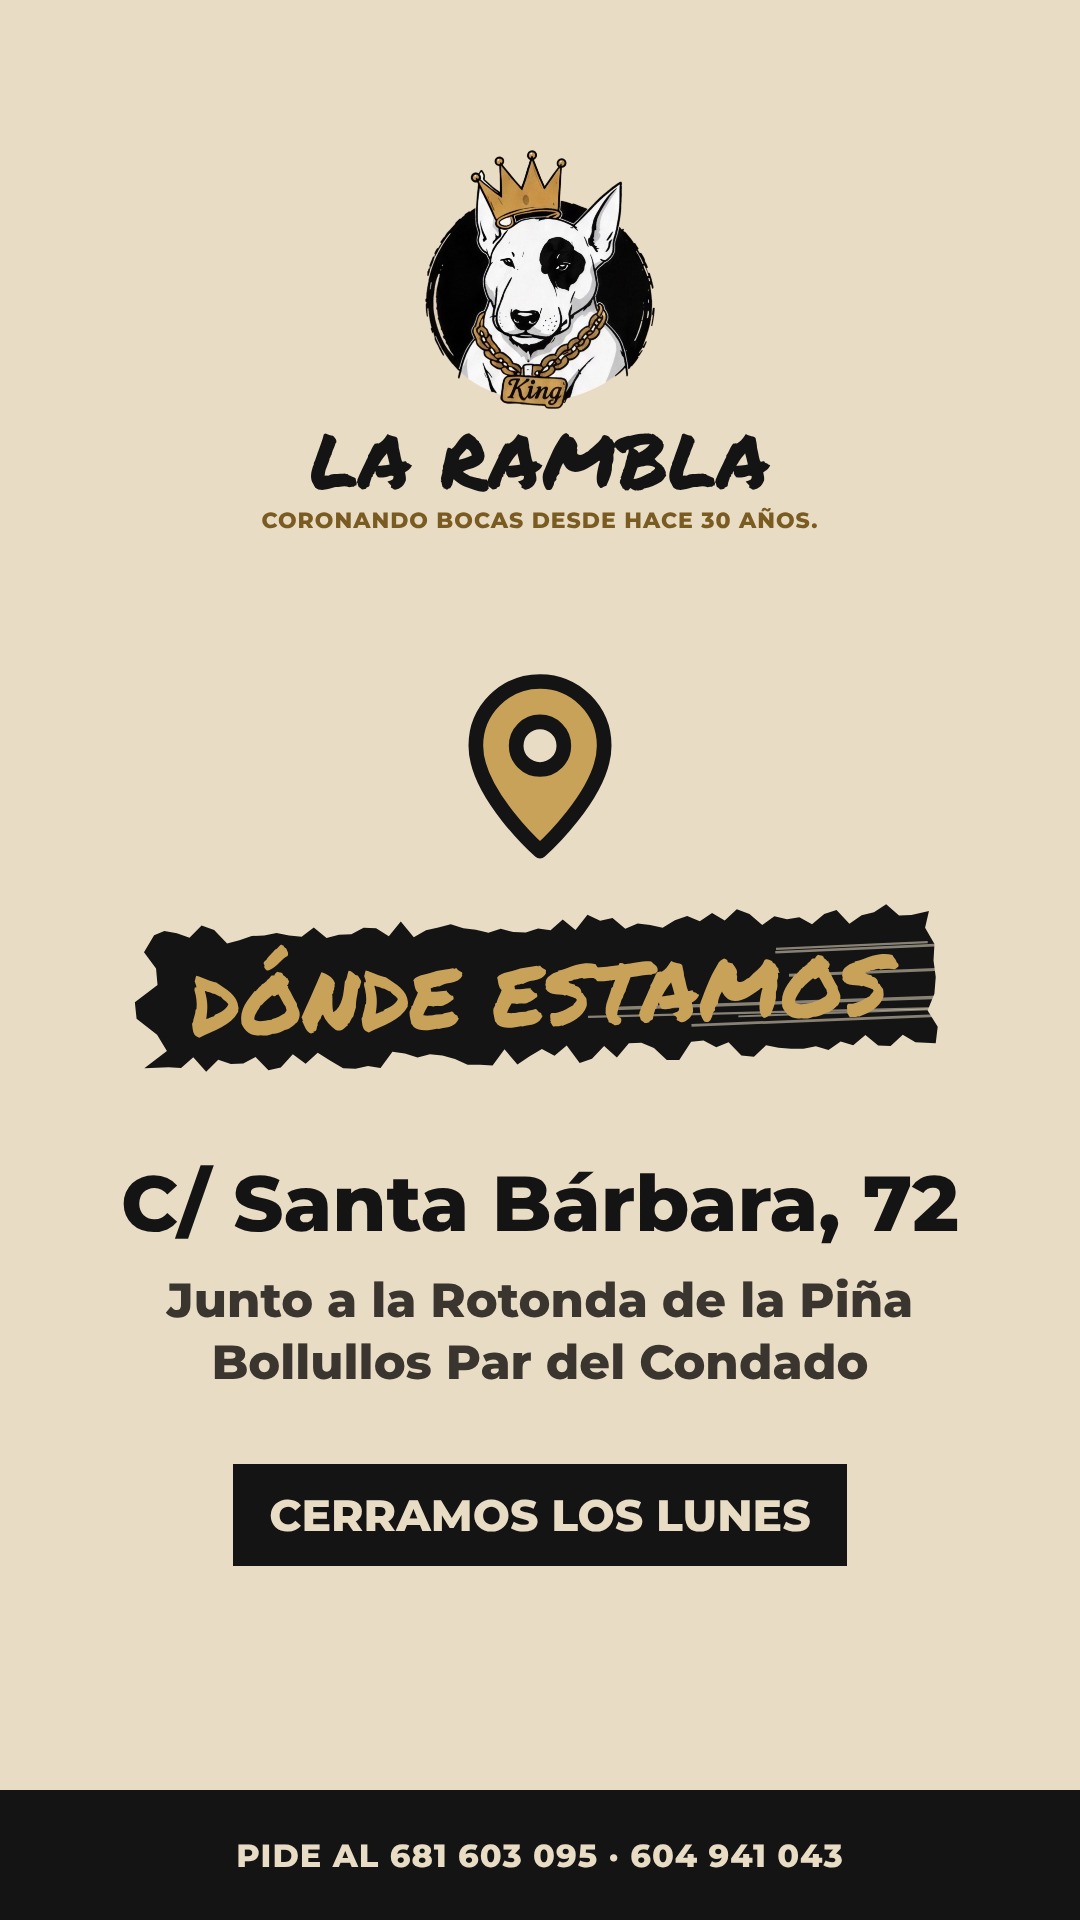 King
LA RAMBLA
CORONANDO BOCAS DESDE HACE 30 AÑOS.
DÓNDE ESTAMOS
C/ Santa Bárbara, 72
Junto a la Rotonda de la Piña
Bollullos Par del Condado
CERRAMOS LOS LUNES
PIDE AL 681 603 095 · 604 941 043